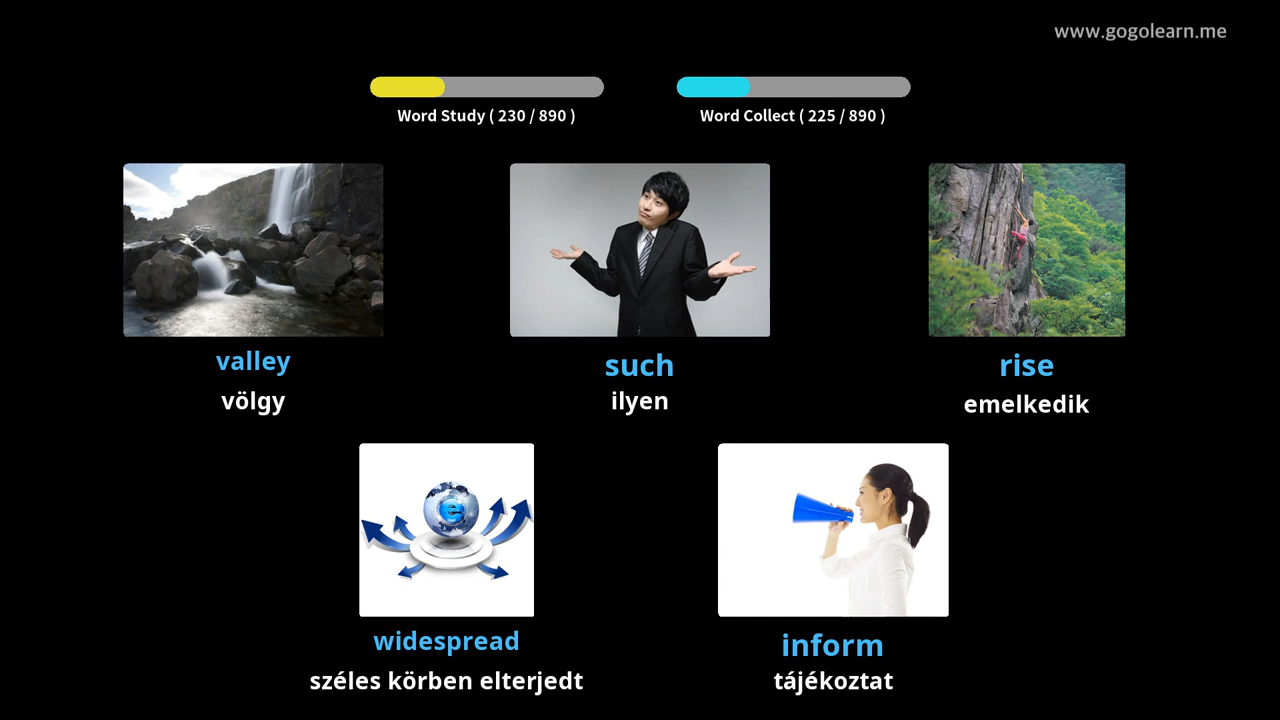 www.gogolearn.me
Word Study ( 230 / 890 )
Word Collect ( 225 / 890 )
valley
völgy
such
ilyen
rise
emelkedik
e
widespread
széles körben elterjedt
inform
tájékoztat